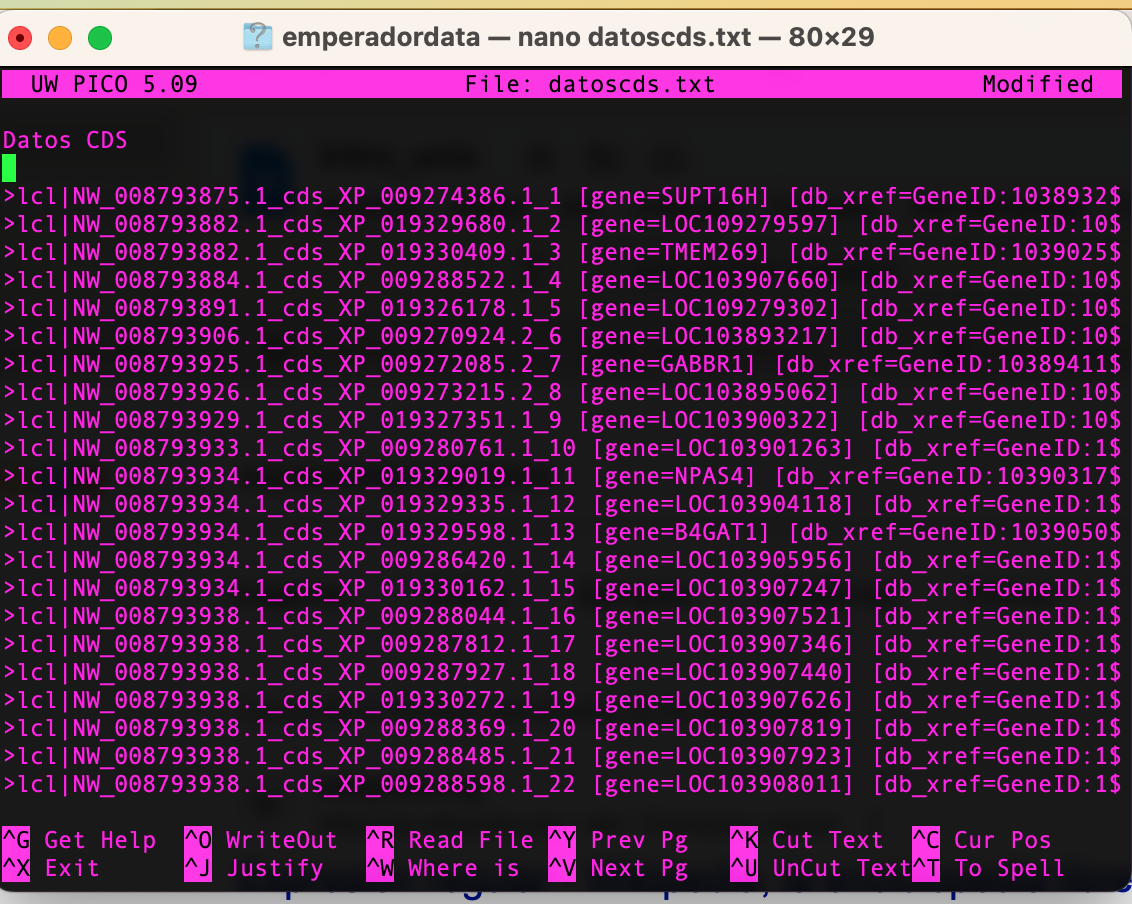 emperadordata — nano datoscds.txt — 80×29
UW PICO 5.09 File: datoscds.txt Modified
Datos CDS
>lcl|NW_008793875.1_cds_XP_009274386.1_1 [gene=SUPT16H] [db_xref=GeneID:1038932$
>lcl|NW_008793882.1_cds_XP_019329680.1_2 [gene=LOC109279597] [db_xref=GeneID:10$
>lcl|NW_008793882.1_cds_XP_019330409.1_3 [gene=TMEM269] [db_xref=GeneID:1039025$
>lcl|NW_008793884.1_cds_XP_009288522.1_4 [gene=LOC103907660] [db_xref=GeneID:10$
>lcl|NW_008793891.1_cds_XP_019326178.1_5 [gene=LOC109279302] [db_xref=GeneID:10$
>lcl|NW_008793906.1_cds_XP_009270924.2_6 [gene=LOC103893217] [db_xref=GeneID:10$
>lcl|NW_008793925.1_cds_XP_009272085.2_7 [gene=GABBR1] [db_xref=GeneID:10389411$
>lcl|NW_008793926.1_cds_XP_009273215.2_8 [gene=LOC103895062] [db_xref=GeneID:10$
>lcl|NW_008793929.1_cds_XP_019327351.1_9 [gene=LOC103900322] [db_xref=GeneID:10$
>lcl|NW_008793933.1_cds_XP_009280761.1_10 [gene=LOC103901263] [db_xref=GeneID:1$
>lcl|NW_008793934.1_cds_XP_019329019.1_11 [gene=NPAS4] [db_xref=GeneID:10390317$
>lcl|NW_008793934.1_cds_XP_019329335.1_12 [gene=LOC103904118] [db_xref=GeneID:1$
>lcl|NW_008793934.1_cds_XP_019329598.1_13 [gene=B4GAT1] [db_xref=GeneID:1039050$
>lcl|NW_008793934.1_cds_XP_009286420.1_14 [gene=LOC103905956] [db_xref=GeneID:1$
>lcl|NW_008793934.1_cds_XP_019330162.1_15 [gene=LOC103907247] [db_xref=GeneID:1$
>lcl|NW_008793938.1_cds_XP_009288044.1_16 [gene=LOC103907521] [db_xref=GeneID:1$
>lcl|NW_008793938.1_cds_XP_009287812.1_17 [gene=LOC103907346] [db_xref=GeneID:1$
>lcl|NW_008793938.1_cds_XP_009287927.1_18 [gene=LOC103907440] [db_xref=GeneID:1$
>lcl|NW_008793938.1_cds_XP_019330272.1_19 [gene=LOC103907626] [db_xref=GeneID:1$
>lcl|NW_008793938.1_cds_XP_009288369.1_20 [gene=LOC103907819] [db_xref=GeneID:1$
>lcl|NW_008793938.1_cds_XP_009288485.1_21 [gene=LOC103907923] [db_xref=GeneID:1$
>lcl|NW_008793938.1_cds_XP_009288598.1_22 [gene=LOC103908011] [db_xref=GeneID:1$
^G Get Help ^O WriteOut ^R Read File ^Y Prev Pg ^K Cut Text ^C Cur Pos
^X Exit ^J Justify ^W Where is ^V Next Pg ^U UnCut Text ^T To Spell